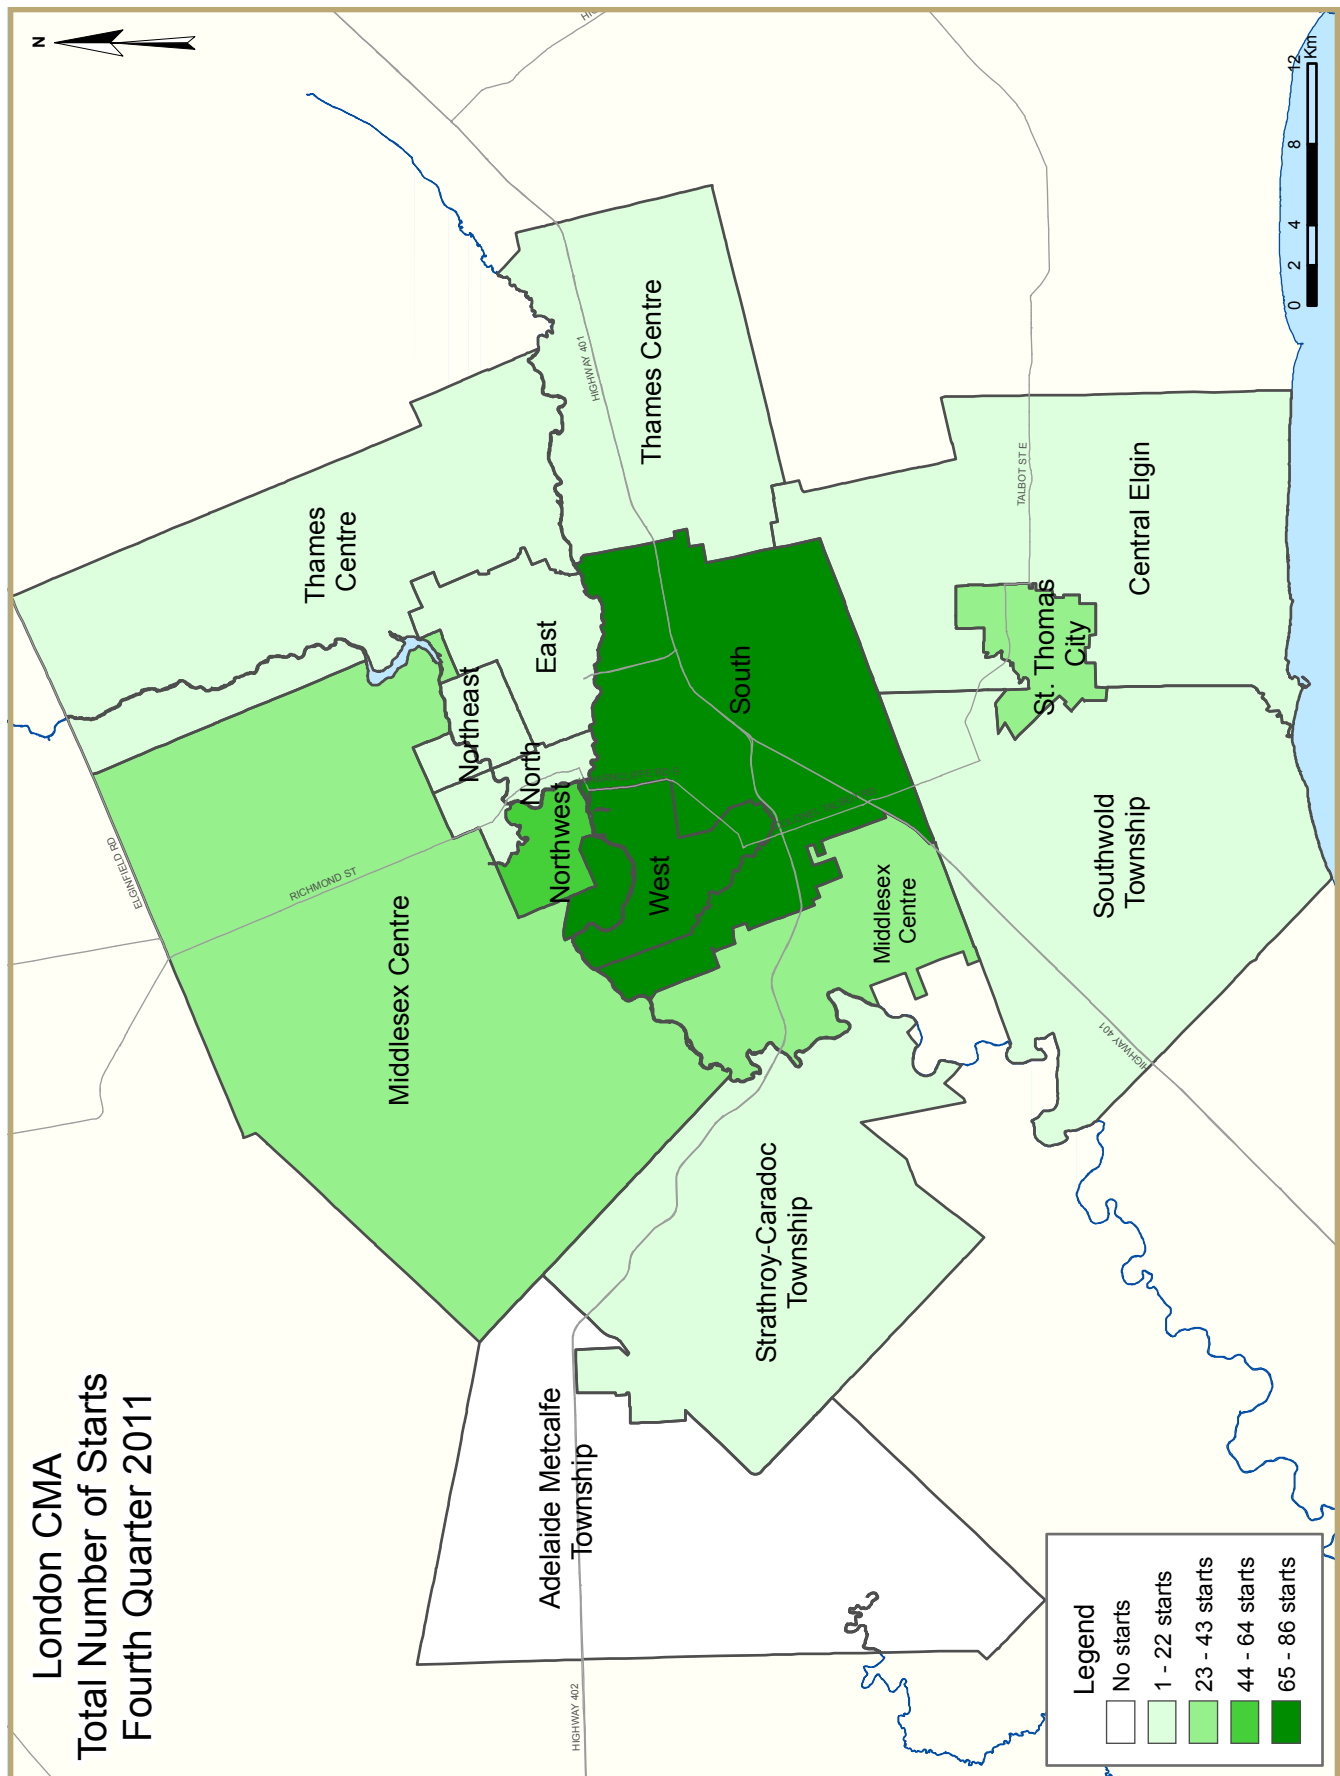 London CMA
Total Number of Starts
Fourth Quarter 2011
N
ELGINFIELD RD
RICHMOND ST
Middlesex Centre
Thames
Centre
Northeast
North
Northwest
East
West
South
HIGHWAY 401
Thames Centre
Adelaide Metcalfe
Township
HIGHWAY 402
Strathroy-Caradoc
Township
Middlesex
Centre
St. Thomas
City
TALBOT ST E
Central Elgin
Southwold
Township
HIGHWAY 401
Legend
No starts
1 - 22 starts
23 - 43 starts
44 - 64 starts
65 - 86 starts
0 2 4 8 12
Km